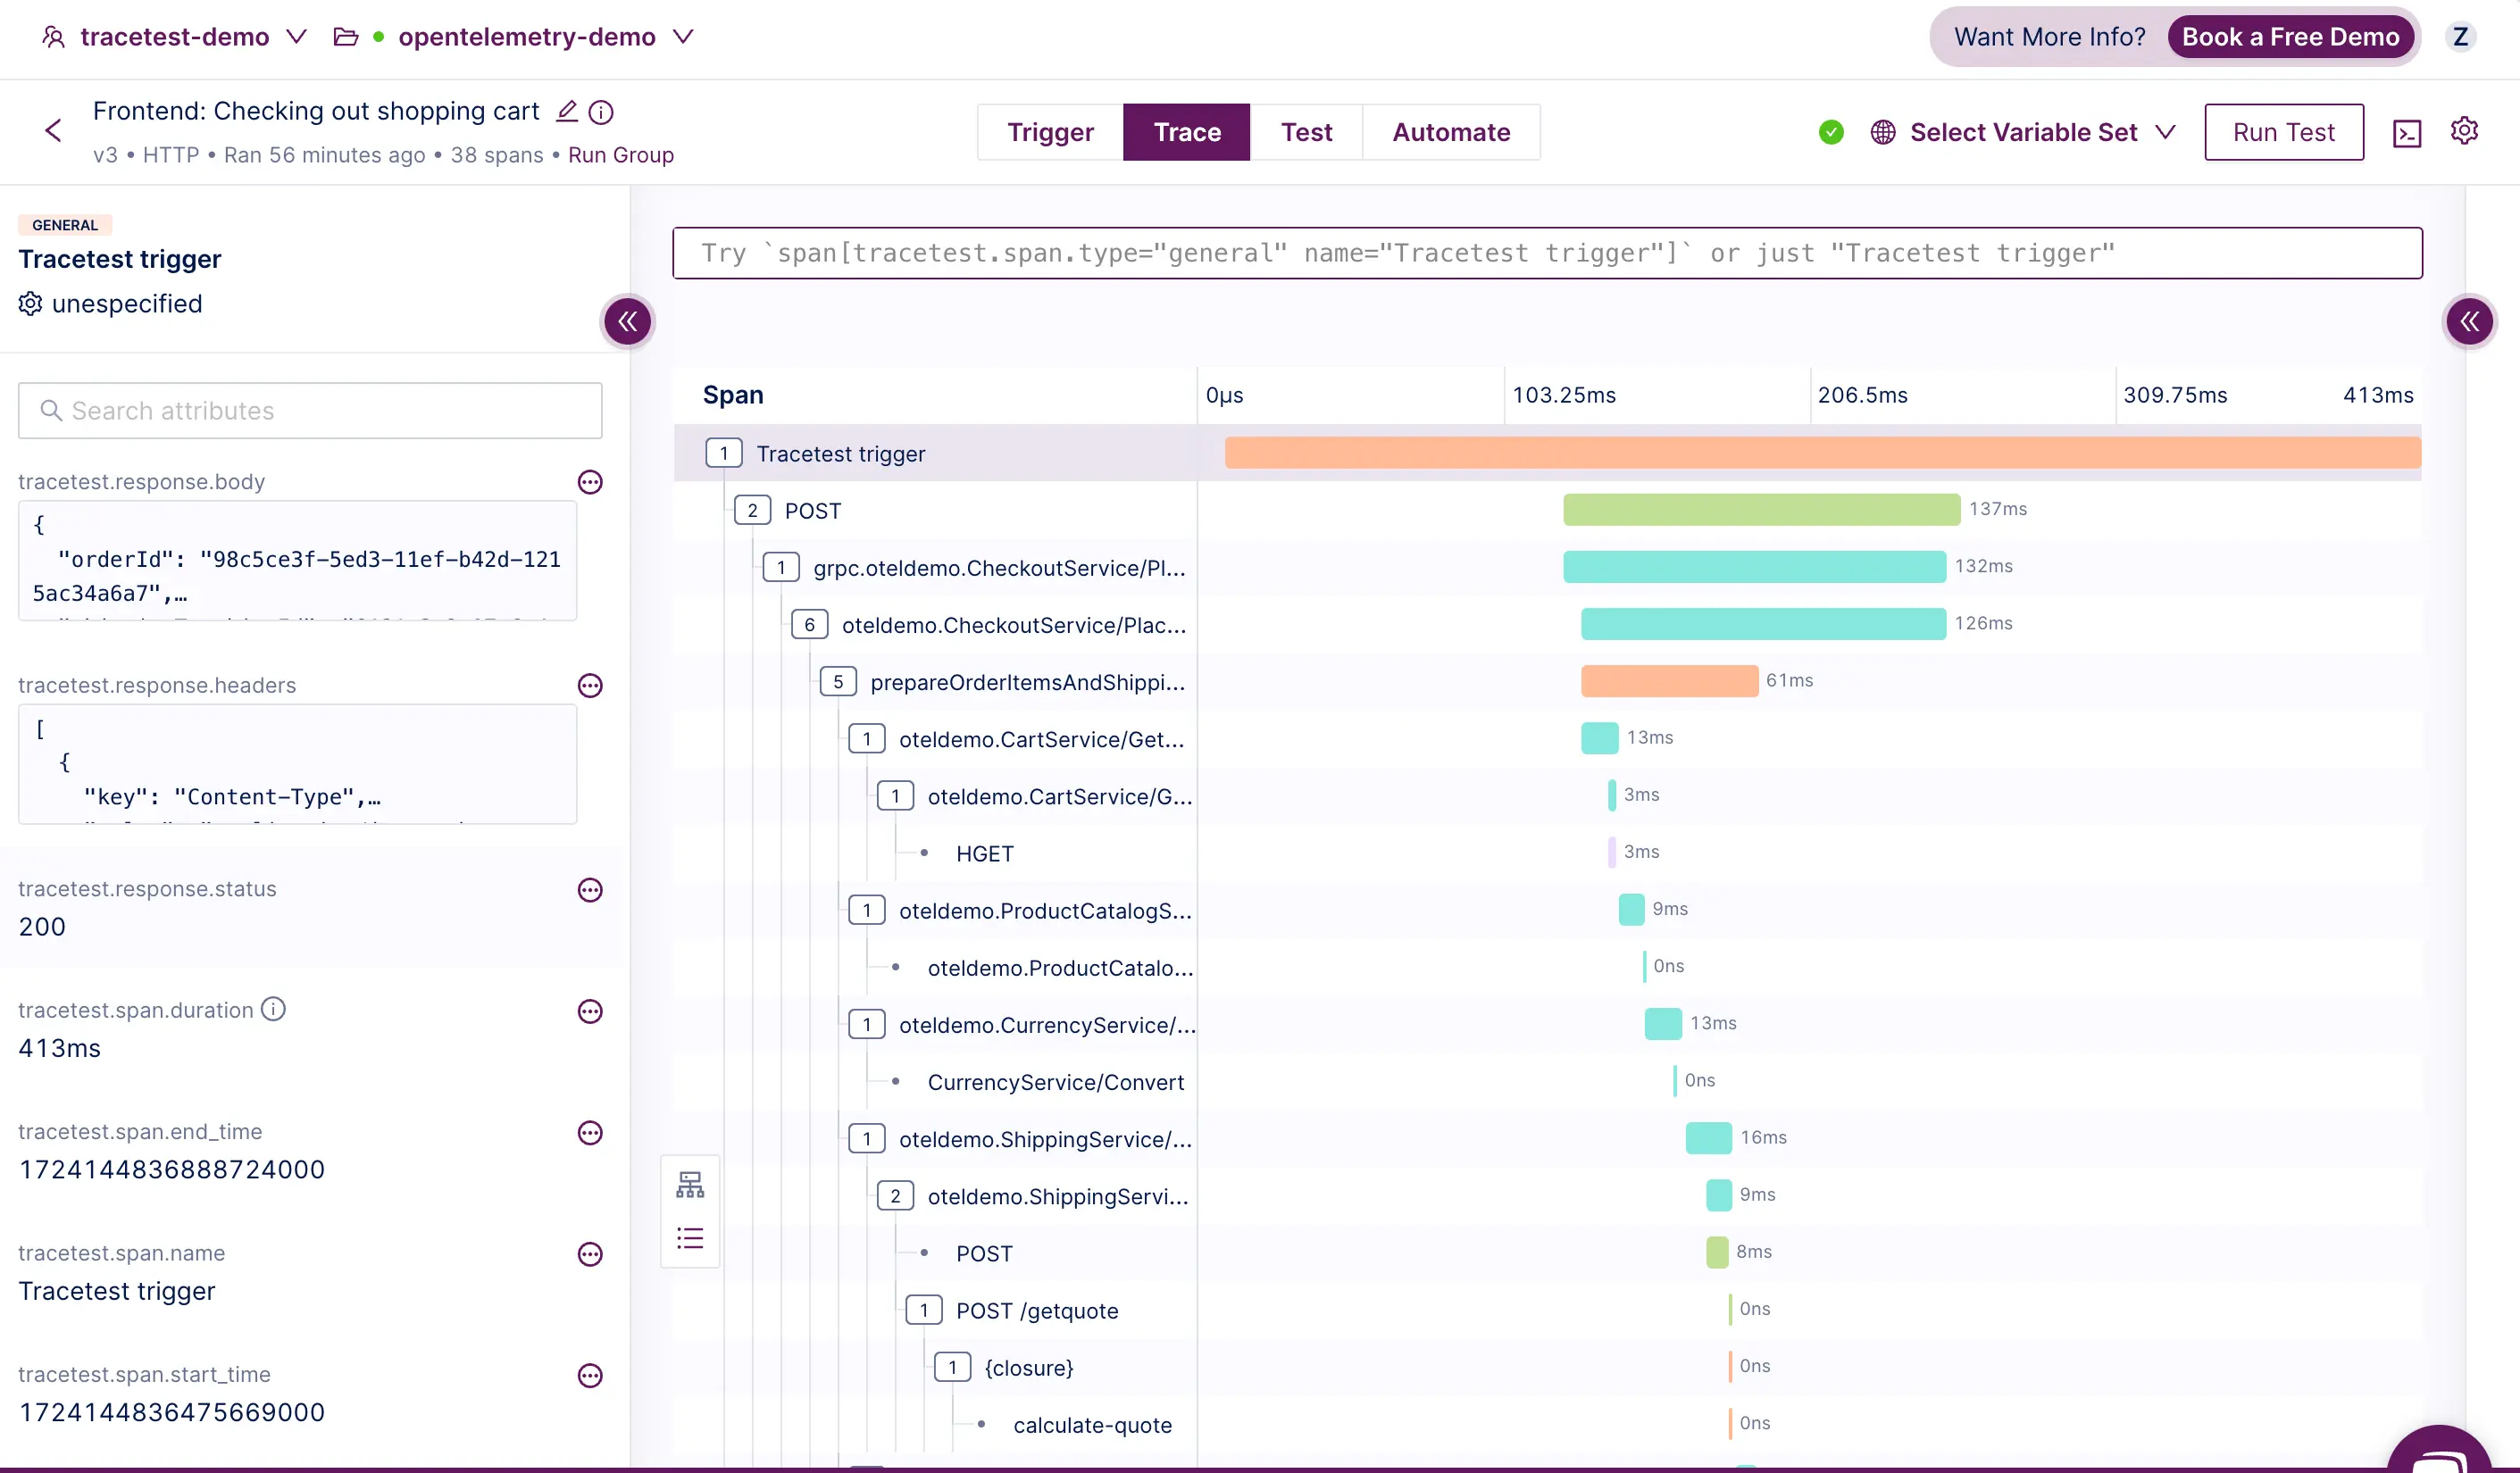 tracetest-demo opentelemetry-demo Want More Info? Book a Free Demo Z
Frontend: Checking out shopping cart
v3 • HTTP • Ran 56 minutes ago • 38 spans • Run Group
Trigger Trace Test Automate
Select Variable Set Run Test
GENERAL
Tracetest trigger
unespecified
Search attributes
tracetest.response.body
{
"orderId": "98c5ce3f-5ed3-11ef-b42d-121
5ac34a6a7",…
tracetest.response.headers
[
{
"key": "Content-Type",…
tracetest.response.status
200
tracetest.span.duration
413ms
tracetest.span.end_time
1724144836888724000
tracetest.span.name
Tracetest trigger
tracetest.span.start_time
1724144836475669000
Try `span[tracetest.span.type="general" name="Tracetest trigger"]` or just "Tracetest trigger"
Span 0μs 103.25ms 206.5ms 309.75ms 413ms
1 Tracetest trigger
2 POST 137ms
1 grpc.oteldemo.CheckoutService/Pl... 132ms
6 oteldemo.CheckoutService/Plac... 126ms
5 prepareOrderItemsAndShippi... 61ms
1 oteldemo.CartService/Get... 13ms
1 oteldemo.CartService/G... 3ms
HGET 3ms
1 oteldemo.ProductCatalogS... 9ms
oteldemo.ProductCatalo... 0ns
1 oteldemo.CurrencyService/... 13ms
CurrencyService/Convert 0ns
1 oteldemo.ShippingService/... 16ms
2 oteldemo.ShippingServi... 9ms
POST 8ms
1 POST /getquote 0ns
1 {closure} 0ns
calculate-quote 0ns